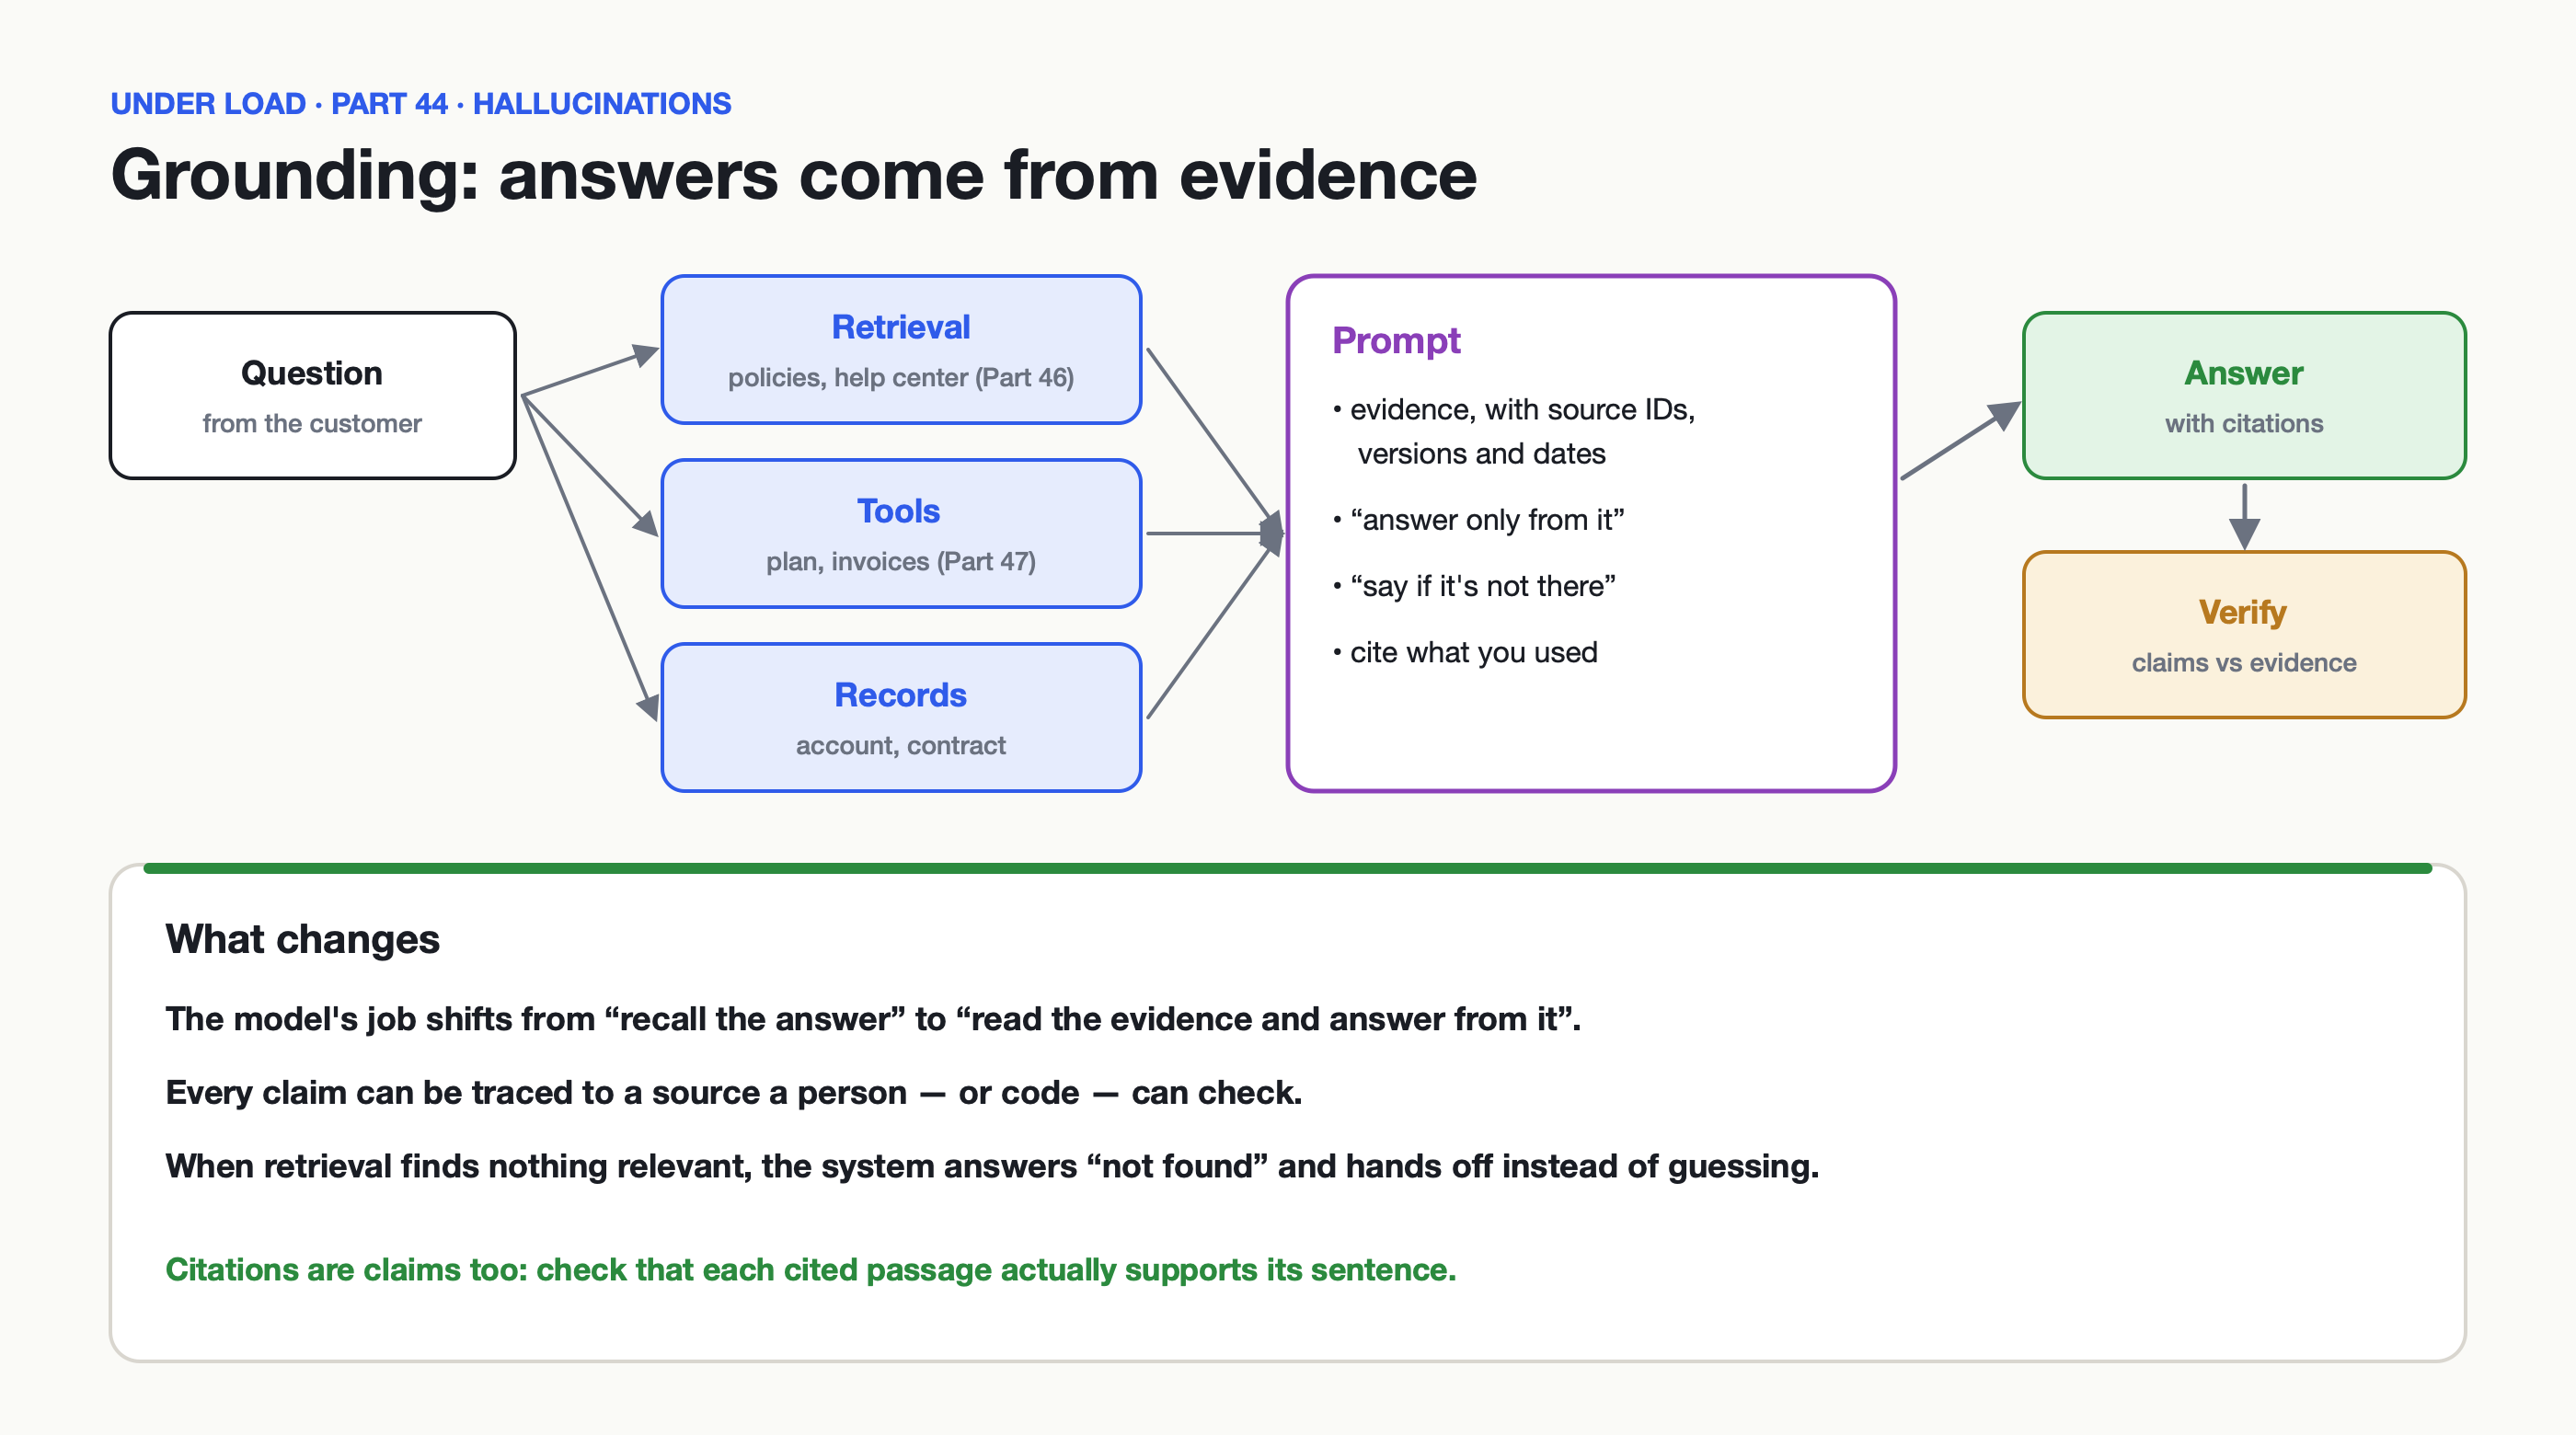 UNDER LOAD · PART 44 · HALLUCINATIONS
Grounding: answers come from evidence
Question
from the customer
Retrieval
policies, help center (Part 46)
Tools
plan, invoices (Part 47)
Records
account, contract
Prompt
• evidence, with source IDs,
versions and dates
• “answer only from it”
• “say if it's not there”
• cite what you used
Answer
with citations
Verify
claims vs evidence
What changes
The model's job shifts from “recall the answer” to “read the evidence and answer from it”.
Every claim can be traced to a source a person — or code — can check.
When retrieval finds nothing relevant, the system answers “not found” and hands off instead of guessing.
Citations are claims too: check that each cited passage actually supports its sentence.